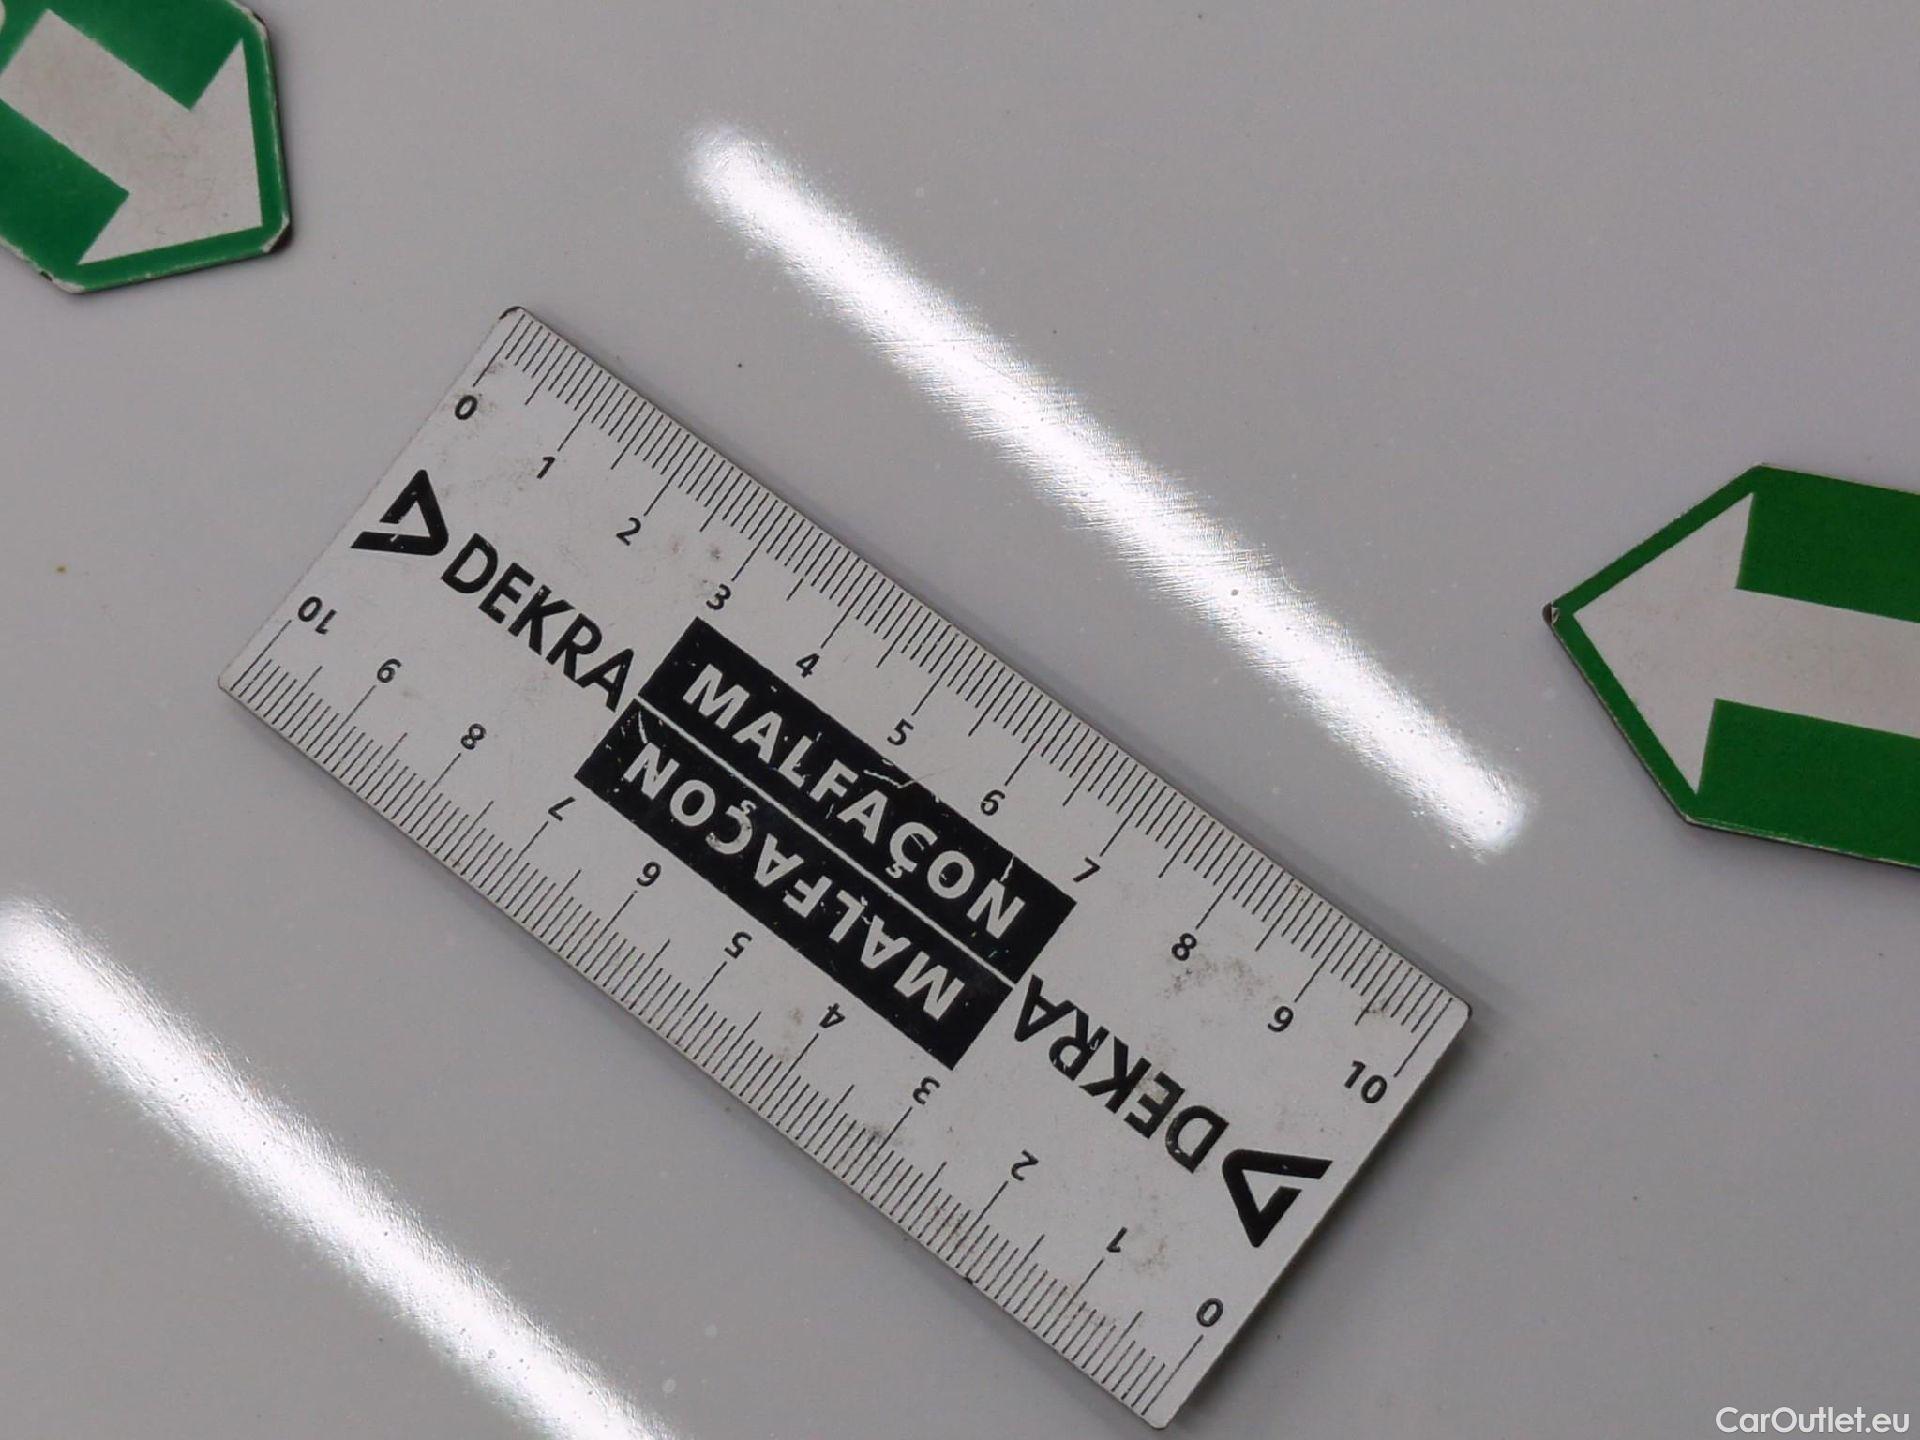 0 1 2 3 4 5 6 7 8 9 10
DEKRA
MALFAÇON
MALFAÇON
DEKRA
0 1 2 3 4 5 6 7 8 9 10
CarOutlet.eu